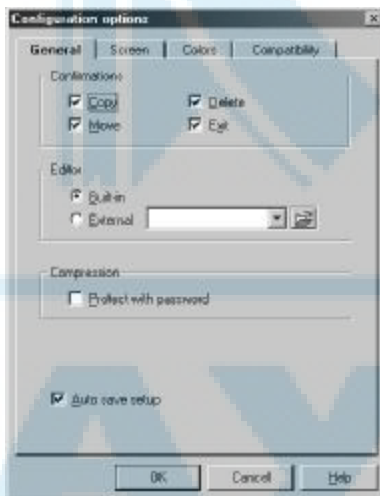 Configuration options
General Screen Colors Compatibility
Confirmations
Copy Delete
Move Exit
Editor
Built-in
External
Compression
Protect with password
Auto save setup
OK Cancel Help